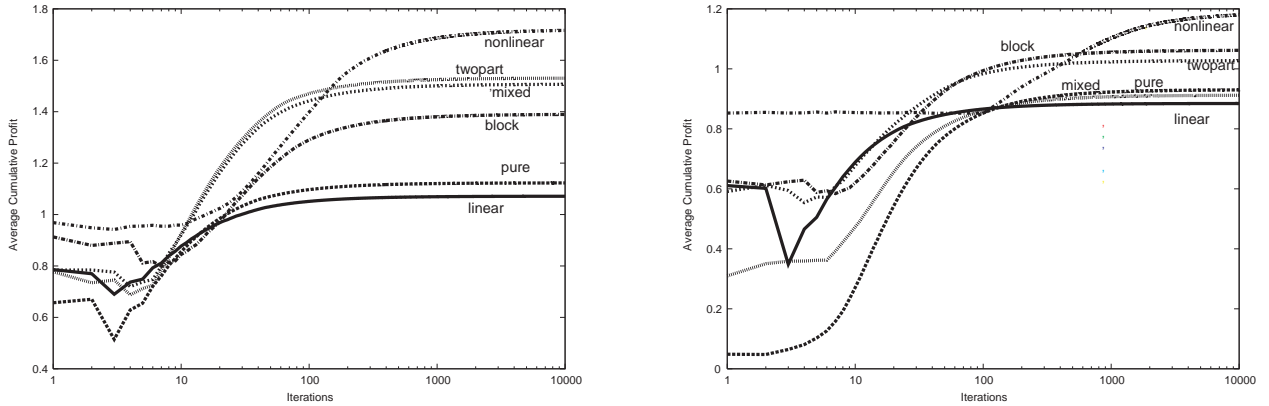 1.8
1.6
1.4
1.2
1
0.8
0.6
0.4
Average Cumulative Profit
nonlinear
twopart
mixed
block
pure
linear
1
10
100
1000
10000
Iterations
1.2
1
0.8
0.6
0.4
0.2
0
Average Cumulative Profit
nonlinear
block
twopart
mixed
pure
linear
1
10
100
1000
10000
Iterations